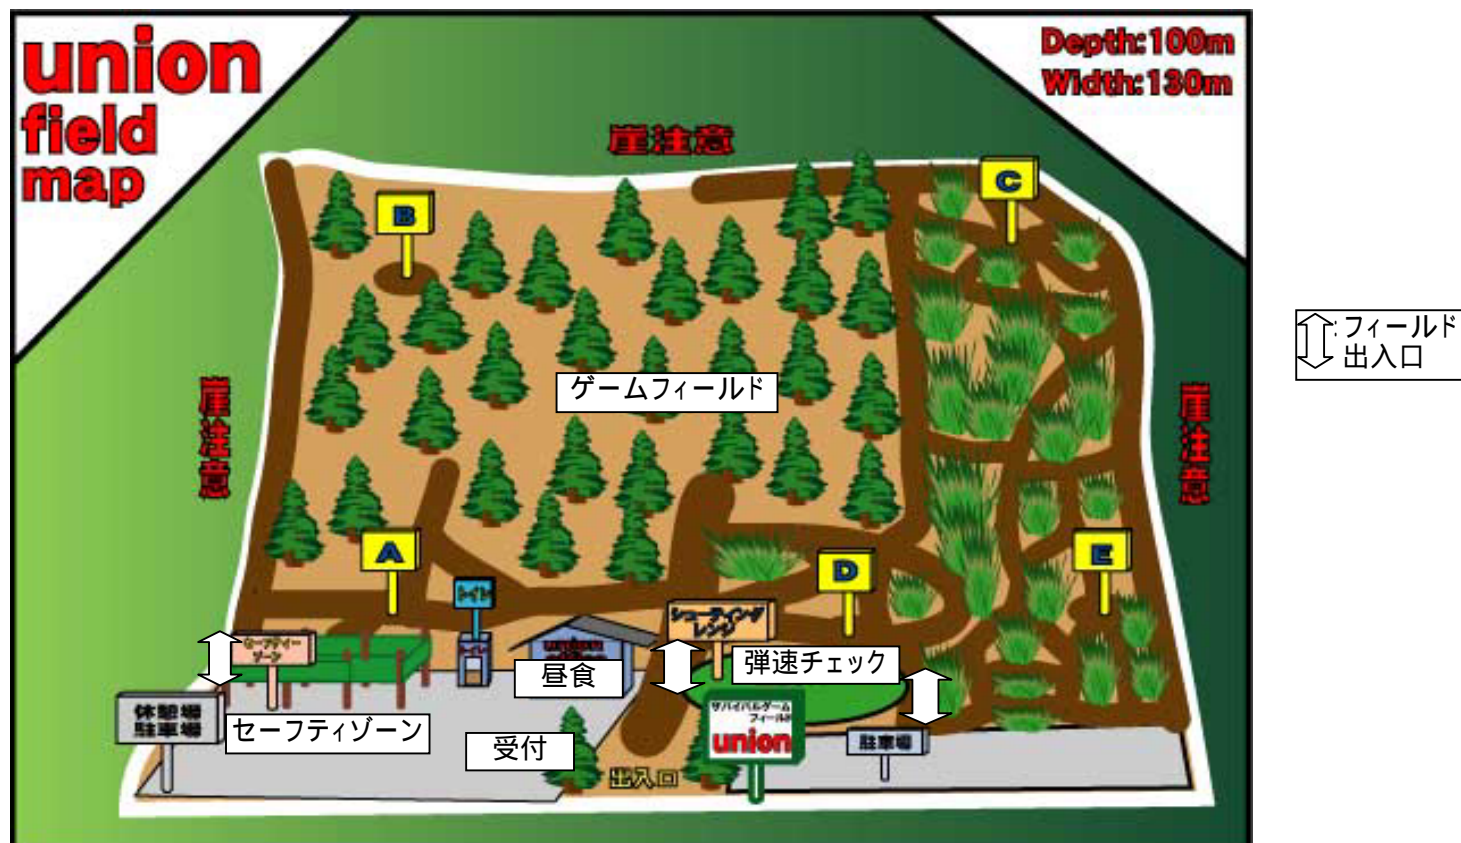 union
field
map
Depth:100m
Width:130m
崖注意
B
C
崖注意
ゲームフィールド
崖注意
:フィールド
出入口
A
D
E
トイレ
トイレ
シューティング
レンジ
セーフティー
ゾーン
union
昼食
弾速チェック
休憩場
駐車場
セーフティゾーン
受付
サバイバルゲーム
フィールド
union
駐車場
出入口